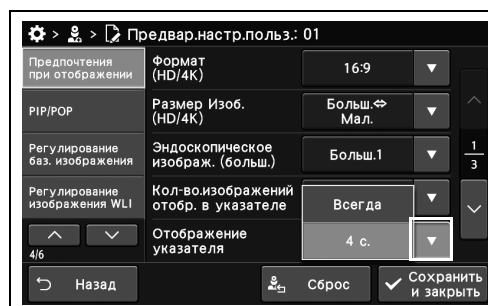 > > Предвар.настр.польз.: 01
Предпочтения
при отображении
PIP/POP
Регулирование
баз. изображения
Регулирование
изображения WLI
4/6
Формат
(HD/4K)
16:9
Размер Изоб.
(HD/4K)
Больш.⇔
Мал.
Эндоскопическое
изображ. (больш.)
Больш.1
Кол-во.изображений
отобр. в указателе
Всегда
Отображение
указателя
4 с.
1
3
Назад
Сброс
Сохранить
и закрыть